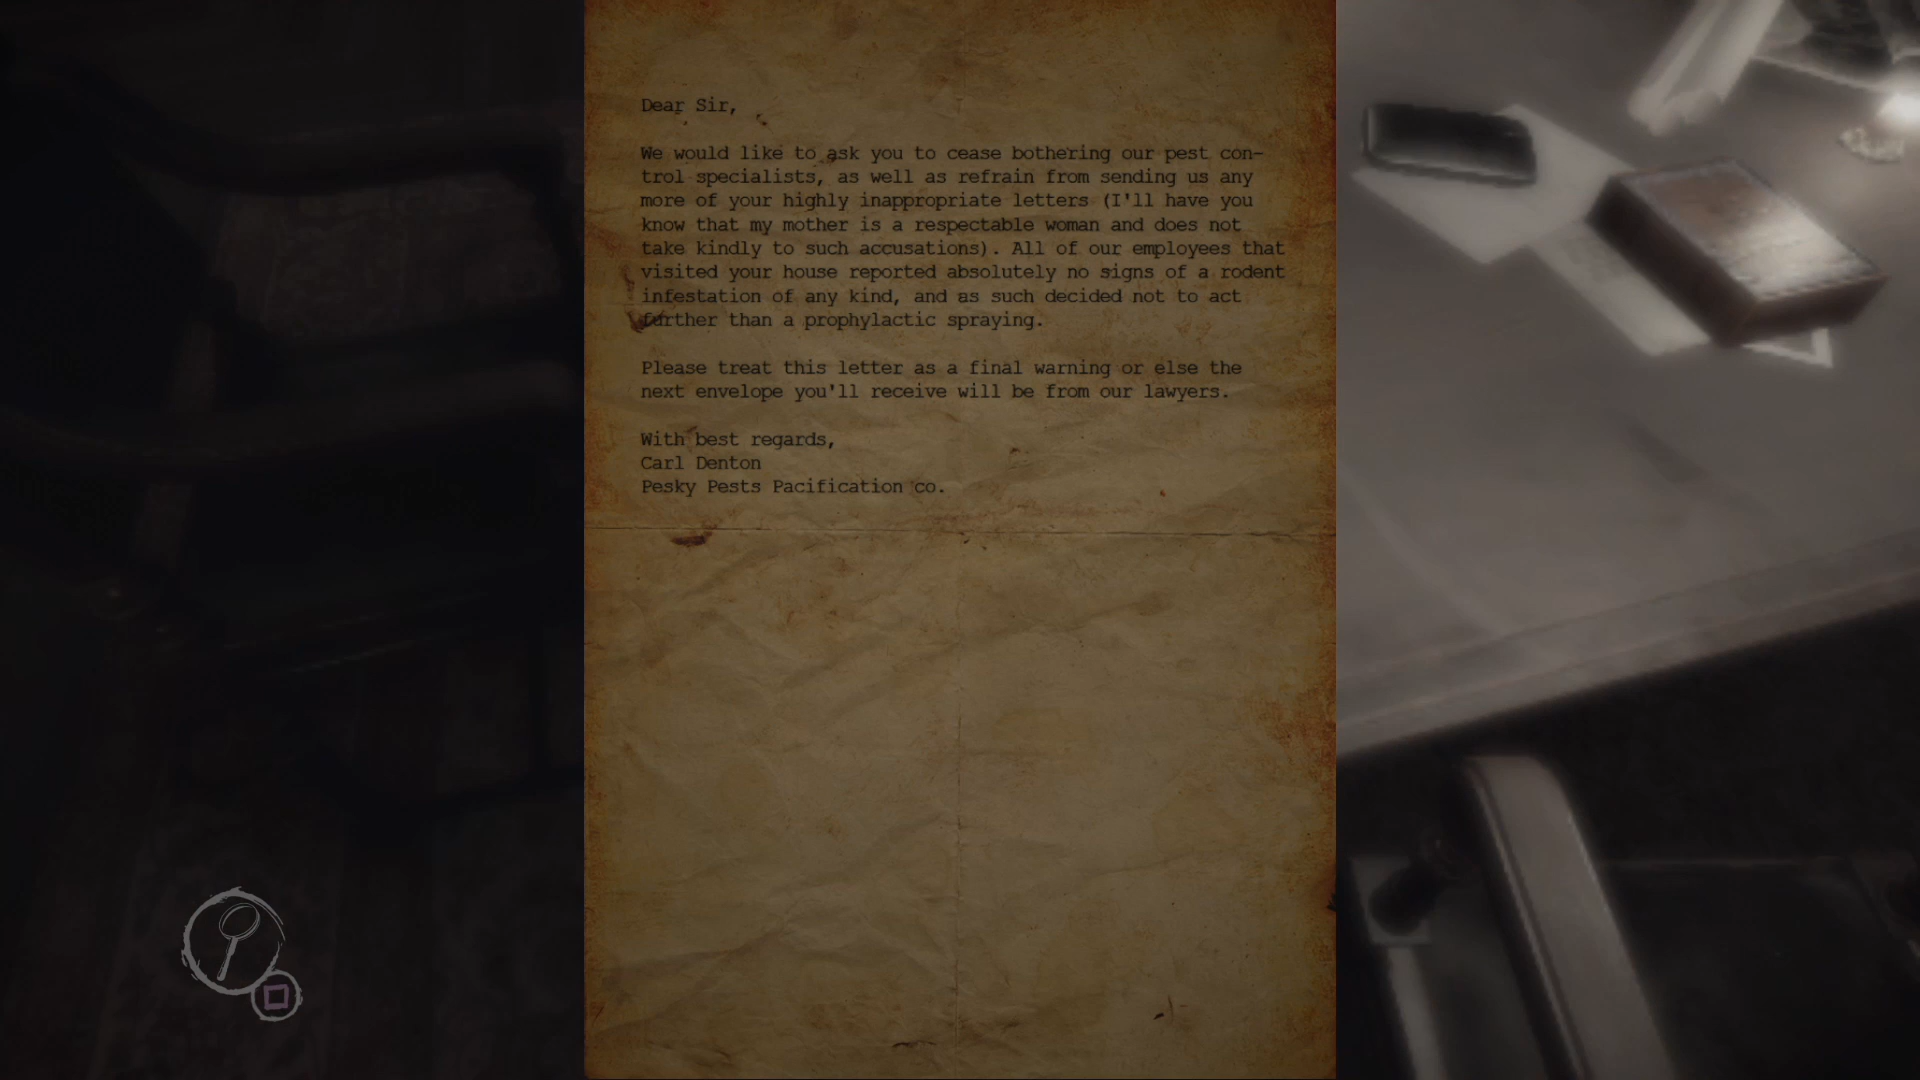 Dear Sir,
We would like to ask you to cease bothering our pest con-
trol specialists, as well as refrain from sending us any
more of your highly inappropriate letters (I'll have you
know that my mother is a respectable woman and does not
take kindly to such accusations). All of our employees that
visited your house reported absolutely no signs of a rodent
infestation of any kind, and as such decided not to act
further than a prophylactic spraying.
Please treat this letter as a final warning or else the
next envelope you'll receive will be from our lawyers.
With best regards,
Carl Denton
Pesky Pests Pacification co.